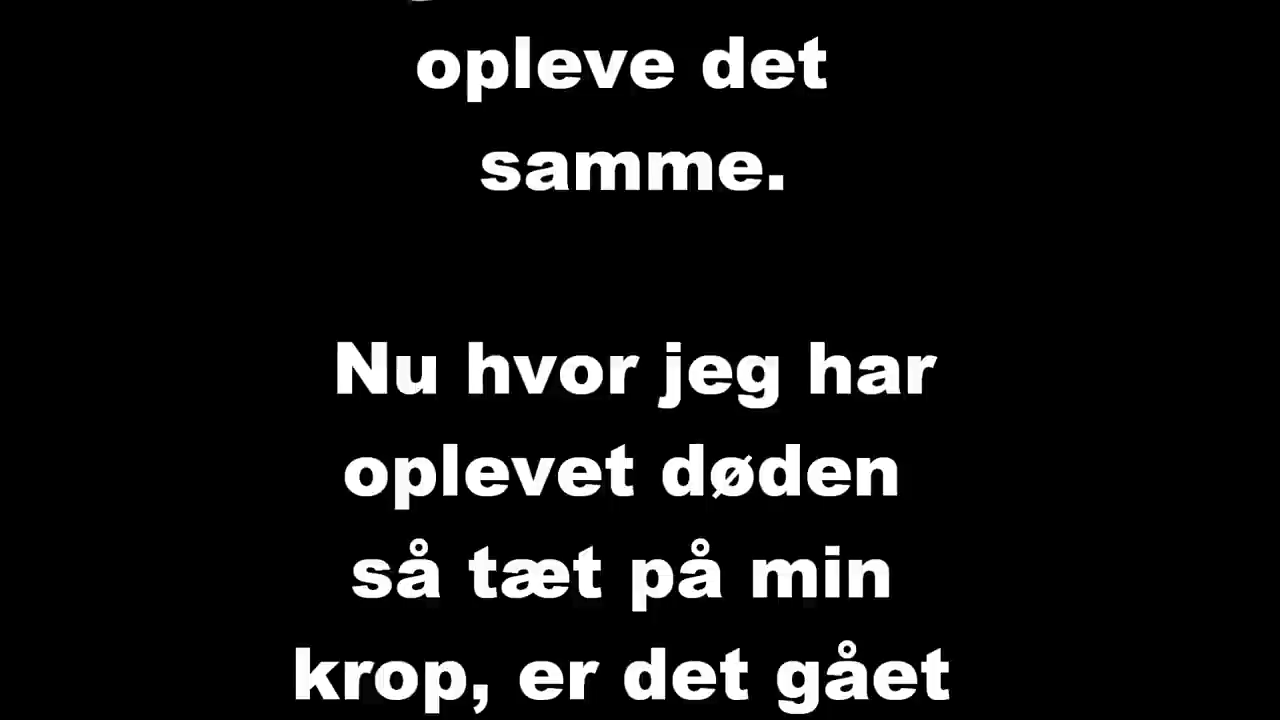 opleve det
samme.
Nu hvor jeg har
oplevet døden
så tæt på min
krop, er det gået